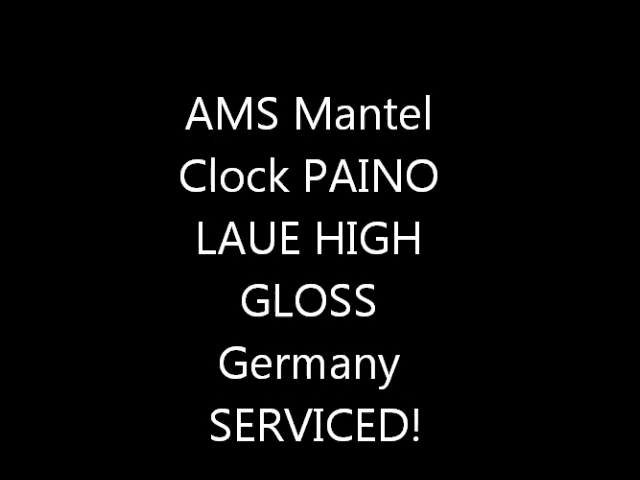 AMS Mantel
Clock PAINO
LAUE HIGH
GLOSS
Germany
SERVICED!